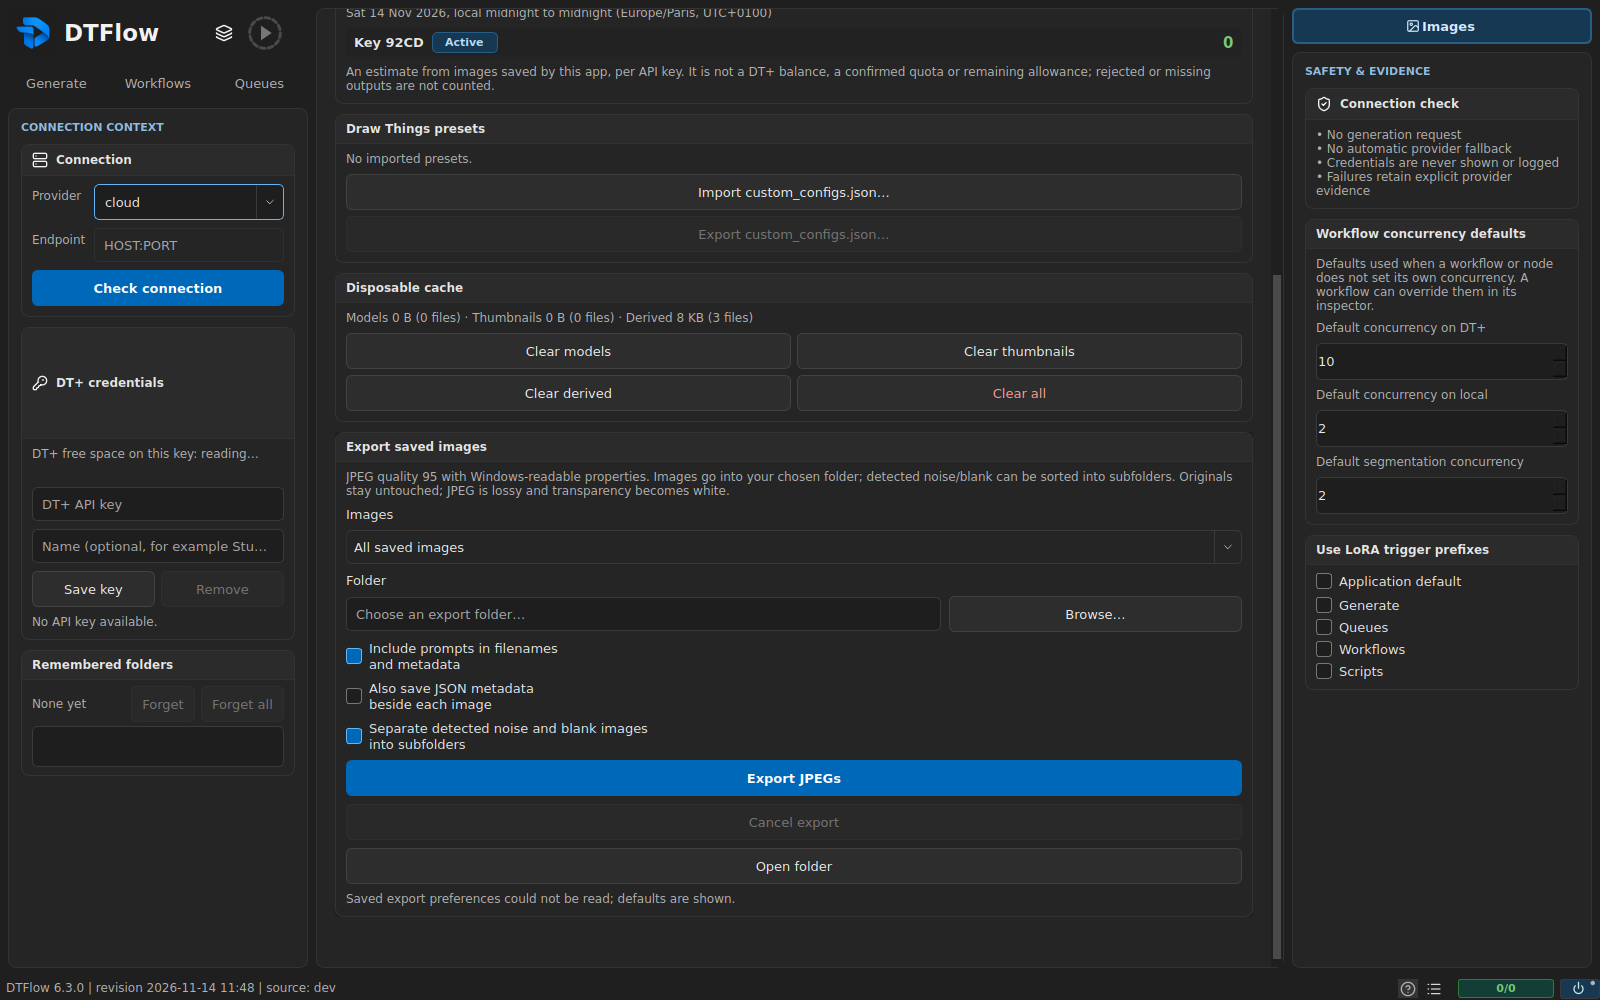 DTFlow
Generate
Workflows
Queues
CONNECTION CONTEXT
Connection
Provider
cloud
Endpoint
HOST:PORT
Check connection
DT+ credentials
DT+ free space on this key: reading...
DT+ API key
Name (optional, for example Stu...
Save key
Remove
No API key available.
Remembered folders
None yet
Forget
Forget all
Sat 14 Nov 2026, local midnight to midnight (Europe/Paris, UTC+0100)
Key 92CD
Active
0
An estimate from images saved by this app, per API key. It is not a DT+ balance, a confirmed quota or remaining allowance; rejected or missing
outputs are not counted.
Draw Things presets
No imported presets.
Import custom_configs.json...
Export custom_configs.json...
Disposable cache
Models 0 B (0 files) · Thumbnails 0 B (0 files) · Derived 8 KB (3 files)
Clear models
Clear thumbnails
Clear derived
Clear all
Export saved images
JPEG quality 95 with Windows-readable properties. Images go into your chosen folder; detected noise/blank can be sorted into subfolders. Originals
stay untouched; JPEG is lossy and transparency becomes white.
Images
All saved images
Folder
Choose an export folder...
Browse...
Include prompts in filenames
and metadata
Also save JSON metadata
beside each image
Separate detected noise and blank images
into subfolders
Export JPEGs
Cancel export
Open folder
Saved export preferences could not be read; defaults are shown.
Images
SAFETY & EVIDENCE
Connection check
• No generation request
• No automatic provider fallback
• Credentials are never shown or logged
• Failures retain explicit provider
evidence
Workflow concurrency defaults
Defaults used when a workflow or node
does not set its own concurrency. A
workflow can override them in its
inspector.
Default concurrency on DT+
10
Default concurrency on local
2
Default segmentation concurrency
2
Use LoRA trigger prefixes
Application default
Generate
Queues
Workflows
Scripts
DTFlow 6.3.0 | revision 2026-11-14 11:48 | source: dev
0/0